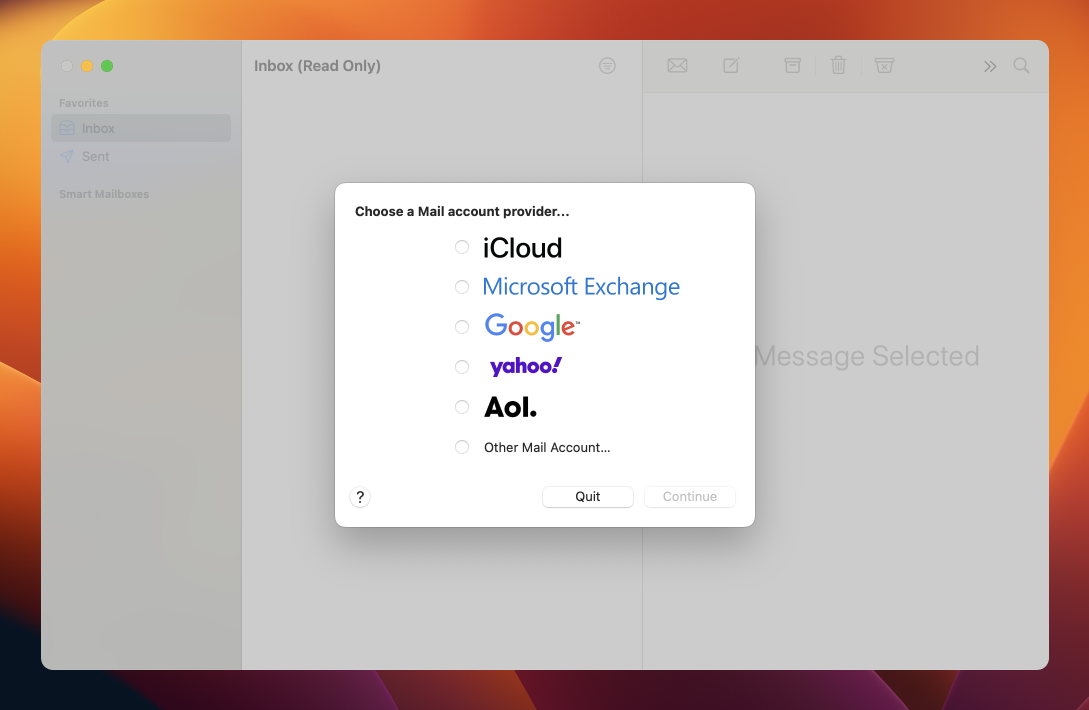 Inbox (Read Only)
Favorites
Inbox
Sent
Smart Mailboxes
Choose a Mail account provider...
iCloud
Microsoft Exchange
Google™
yahoo!
Aol.
Other Mail Account...
?
Quit
Continue
Message Selected